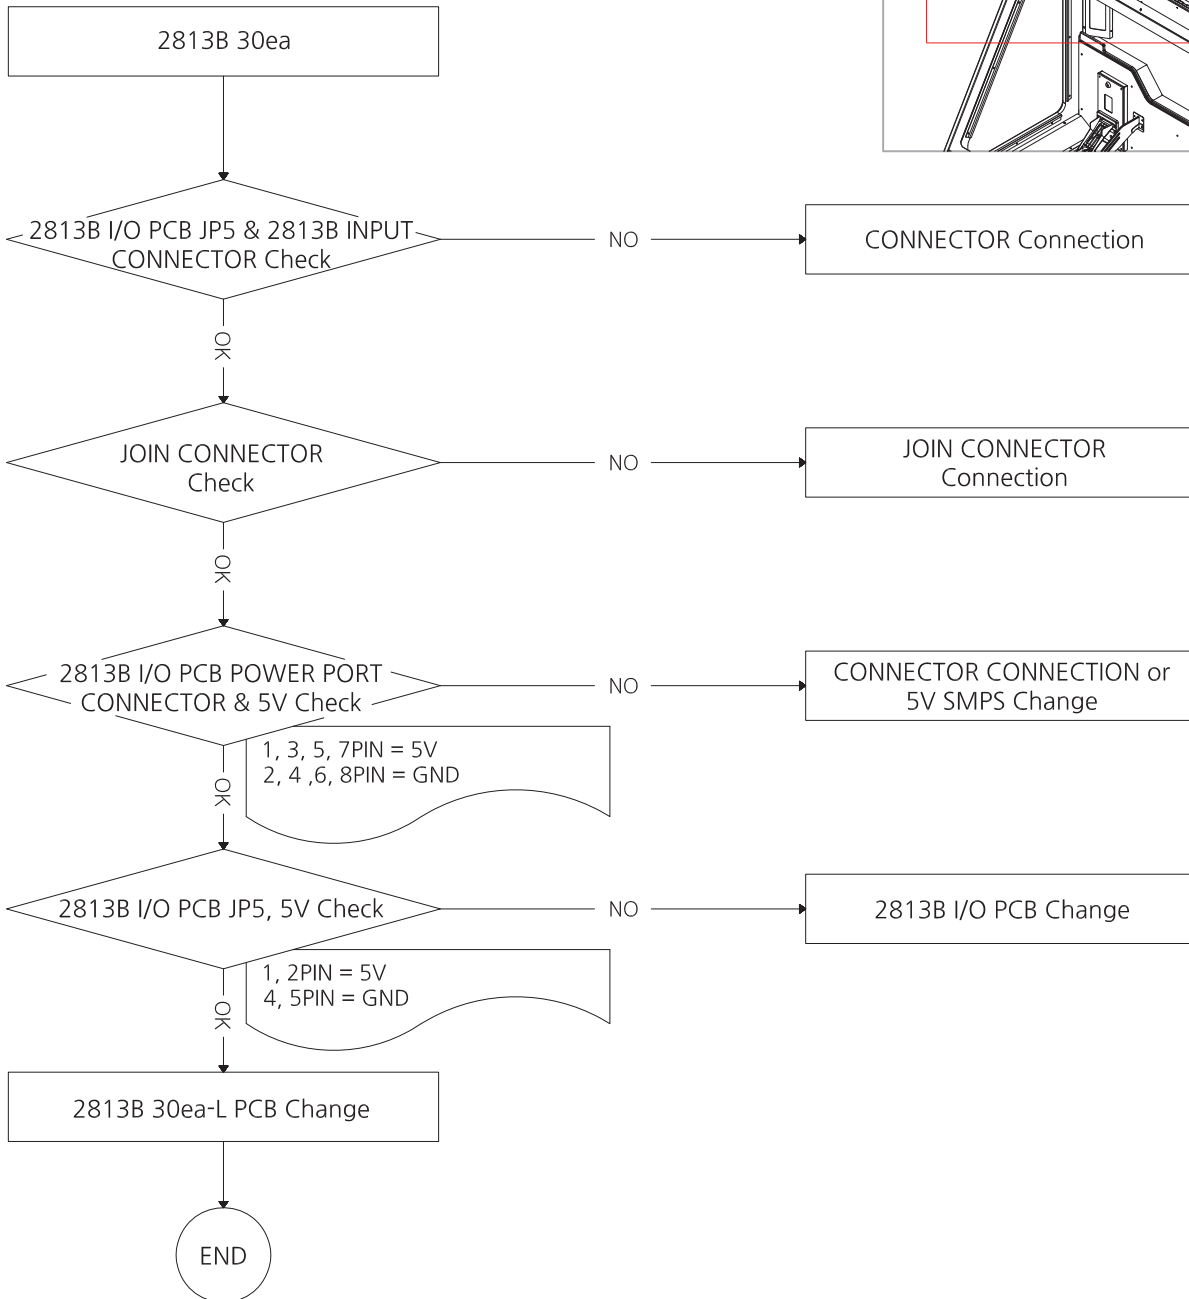 2813B 30ea
2813B I/O PCB JP5 & 2813B INPUT
CONNECTOR Check
NO
CONNECTOR Connection
OK
JOIN CONNECTOR
Check
NO
JOIN CONNECTOR
Connection
OK
2813B I/O PCB POWER PORT
CONNECTOR & 5V Check
NO
CONNECTOR CONNECTION or
5V SMPS Change
1, 3, 5, 7PIN = 5V
2, 4 ,6, 8PIN = GND
OK
2813B I/O PCB JP5, 5V Check
NO
2813B I/O PCB Change
1, 2PIN = 5V
4, 5PIN = GND
OK
2813B 30ea-L PCB Change
END